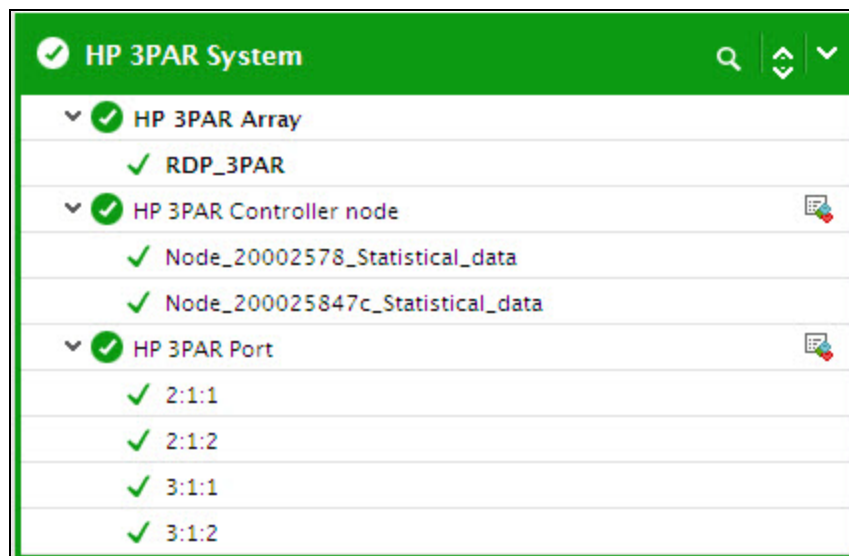 HP 3PAR System
HP 3PAR Array
RDP_3PAR
HP 3PAR Controller node
Node_20002578_Statistical_data
Node_200025847c_Statistical_data
HP 3PAR Port
2:1:1
2:1:2
3:1:1
3:1:2